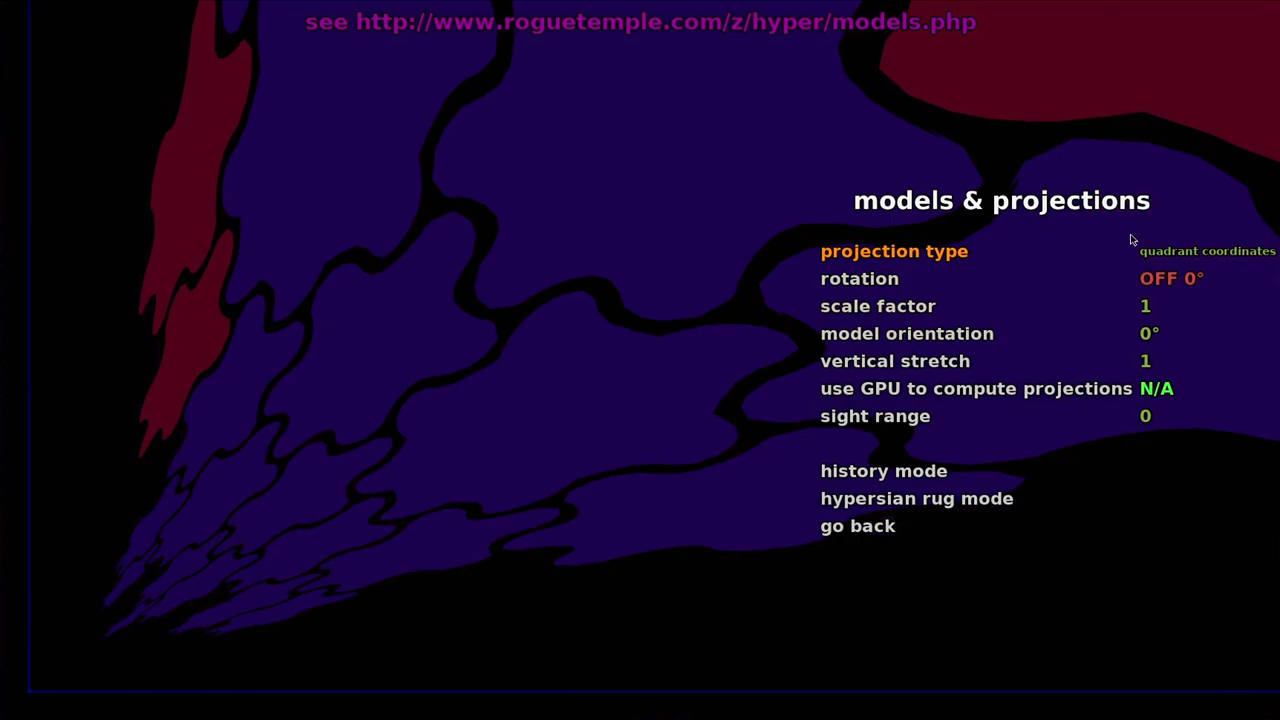 see http://www.roguetemple.com/z/hyper/models.php
models & projections
projection type quadrant coordinates
rotation OFF 0°
scale factor 1
model orientation 0°
vertical stretch 1
use GPU to compute projections N/A
sight range 0
history mode
hypersian rug mode
go back